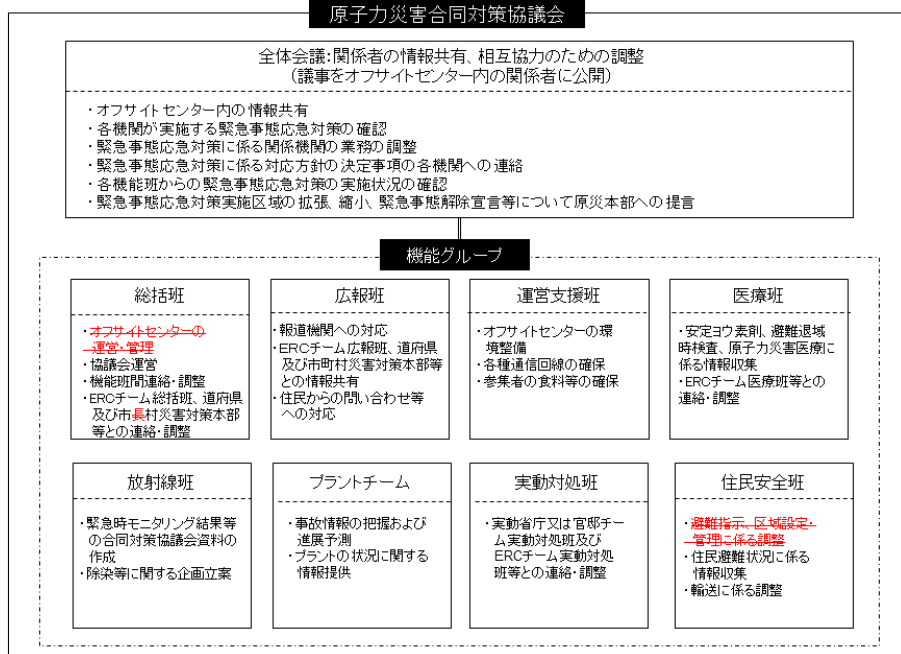 原子力災害合同対策協議会
全体会議:関係者の情報共有、相互協力のための調整
(議事をオフサイトセンター内の関係者に公開)
・オフサイトセンター内の情報共有
・各機関が実施する緊急事態応急対策の確認
・緊急事態応急対策に係る関係機関の業務の調整
・緊急事態応急対策に係る対応方針の決定事項の各機関への連絡
・各機能班からの緊急事態応急対策の実施状況の確認
・緊急事態応急対策実施区域の拡張、縮小、緊急事態解除宣言等について原災本部への提言
機能グループ
総括班
・オフサイトセンターの
運営・管理
・協議会運営
・機能班間連絡・調整
・ERCチーム総括班、道府県
及び市長村災害対策本部
等との連絡・調整
広報班
・報道機関への対応
・ERCチーム広報班、道府県
及び市町村災害対策本部等
との情報共有
・住民からの問い合わせ等
への対応
運営支援班
・オフサイトセンターの環
境整備
・各種通信回線の確保
・参集者の食料等の確保
医療班
・安定ヨウ素剤、避難退域
時検査、原子力災害医療に
係る情報収集
・ERCチーム医療班等との
連絡・調整
放射線班
・緊急時モニタリング結果等
の合同対策協議会資料の
作成
・除染等に関する企画立案
プラントチーム
・事故情報の把握および
進展予測
・プラントの状況に関する
情報提供
実動対処班
・実動省庁又は官邸チー
ム実動対処班及び
ERCチーム実動対処
班等との連絡・調整
住民安全班
・避難指示、区域設定・
管理に係る調整
・住民避難状況に係る
情報収集
・輸送に係る調整